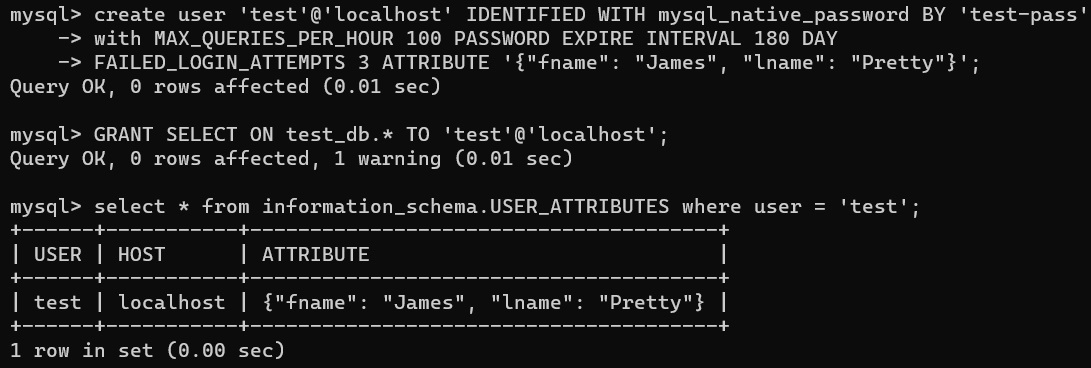 mysql> create user 'test'@'localhost' IDENTIFIED WITH mysql_native_password BY 'test-pass'
    -> with MAX_QUERIES_PER_HOUR 100 PASSWORD EXPIRE INTERVAL 180 DAY
    -> FAILED_LOGIN_ATTEMPTS 3 ATTRIBUTE '{"fname": "James", "lname": "Pretty"}';
Query OK, 0 rows affected (0.01 sec)

mysql> GRANT SELECT ON test_db.* TO 'test'@'localhost';
Query OK, 0 rows affected, 1 warning (0.01 sec)

mysql> select * from information_schema.USER_ATTRIBUTES where user = 'test';
+------+-----------+---------------------------------------+
| USER | HOST      | ATTRIBUTE                             |
+------+-----------+---------------------------------------+
| test | localhost | {"fname": "James", "lname": "Pretty"} |
+------+-----------+---------------------------------------+
1 row in set (0.00 sec)